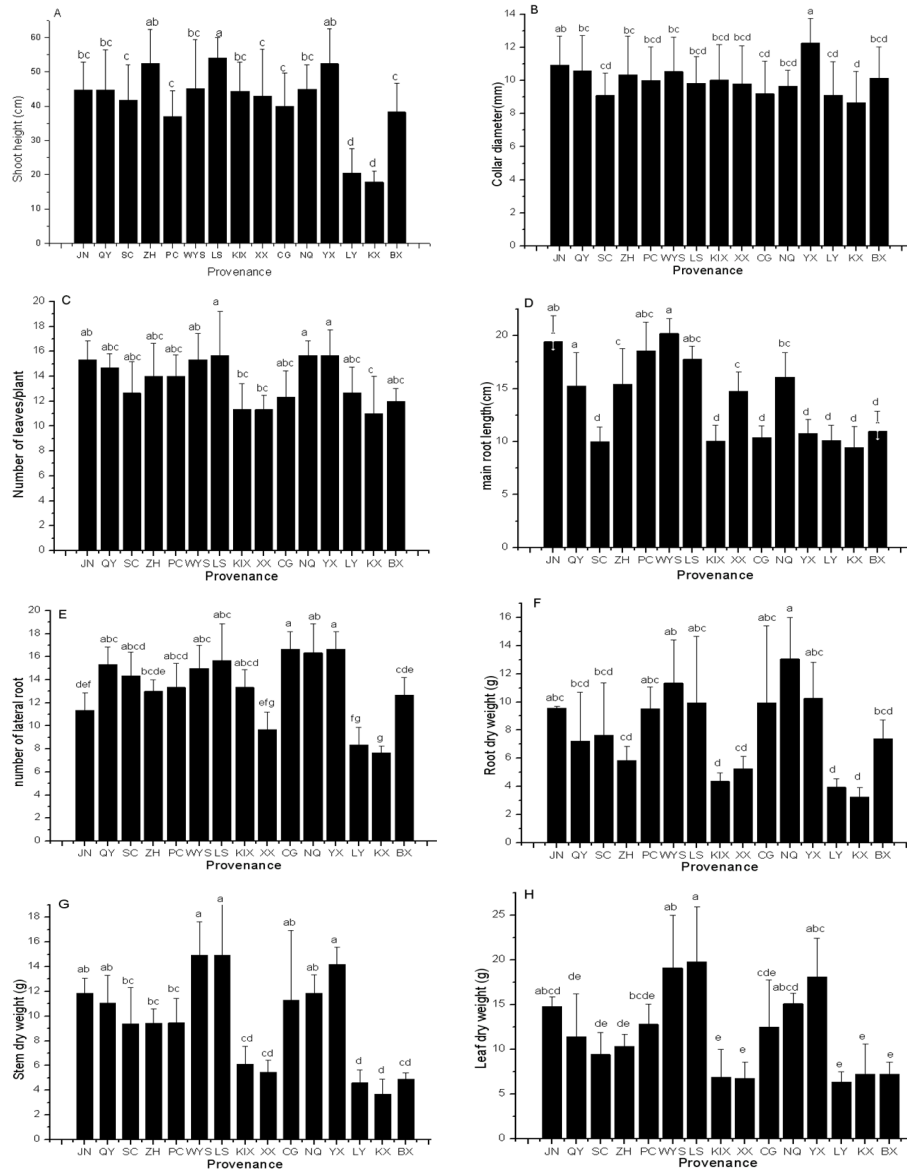 A
Shoot height (cm)
60
50
40
30
20
10
0
bc bc c ab c bc a bc c c bc ab d d c
JN QY SC ZH PC WYS LS KIX XX CG NQ YX LY KX BX
Provenance
B
Collar diameter(mm)
14
12
10
8
6
4
2
0
ab abc cd bcd bcd abc bcd bcd bcd cd bcd a bcd d bcd
JN QY SC ZH PC WYS LS KIX XX CG NQ YX LY KX BX
Provenance
C
Number of leaves/plant
20
18
16
14
12
10
8
6
4
2
0
ab abc abc abc abc ab a bc bc abc a a abc c abc
JN QY SC ZH PC WYS LS KIX XX CG NQ YX LY KX BX
Provenance
D
main root length(cm)
20
15
10
5
0
ab a d c abc a abc d c d bc d d d d
JN QY SC ZH PC WYS LS KIX XX CG NQ YX LY KX BX
Provenance
E
number of lateral root
20
18
16
14
12
10
8
6
4
2
0
def abc abcd bcde abcd abc abc abcd efg a ab a fg g cde
JN QY SC ZH PC WYS LS KIX XX CG NQ YX LY KX BX
Provenance
F
Root dry weight (g)
16
14
12
10
8
6
4
2
0
abc bcd bcd cd abc ab abc d cd abc a abc d d bcd
JN QY SC ZH PC WYS LS KIX XX CG NQ YX LY KX BX
Provenance
G
Stem dry weight (g)
18
16
14
12
10
8
6
4
2
0
ab ab bc bc bc a a cd cd ab ab a d d cd
JN QY SC ZH PC WYS LS KIX XX CG NQ YX LY KX BX
Provenance
H
Leaf dry weight (g)
25
20
15
10
5
0
abcd de de de bcde ab a e e cde abcd abc e e e
JN QY SC ZH PC WYS LS KIX XX CG NQ YX LY KX BX
Provenance